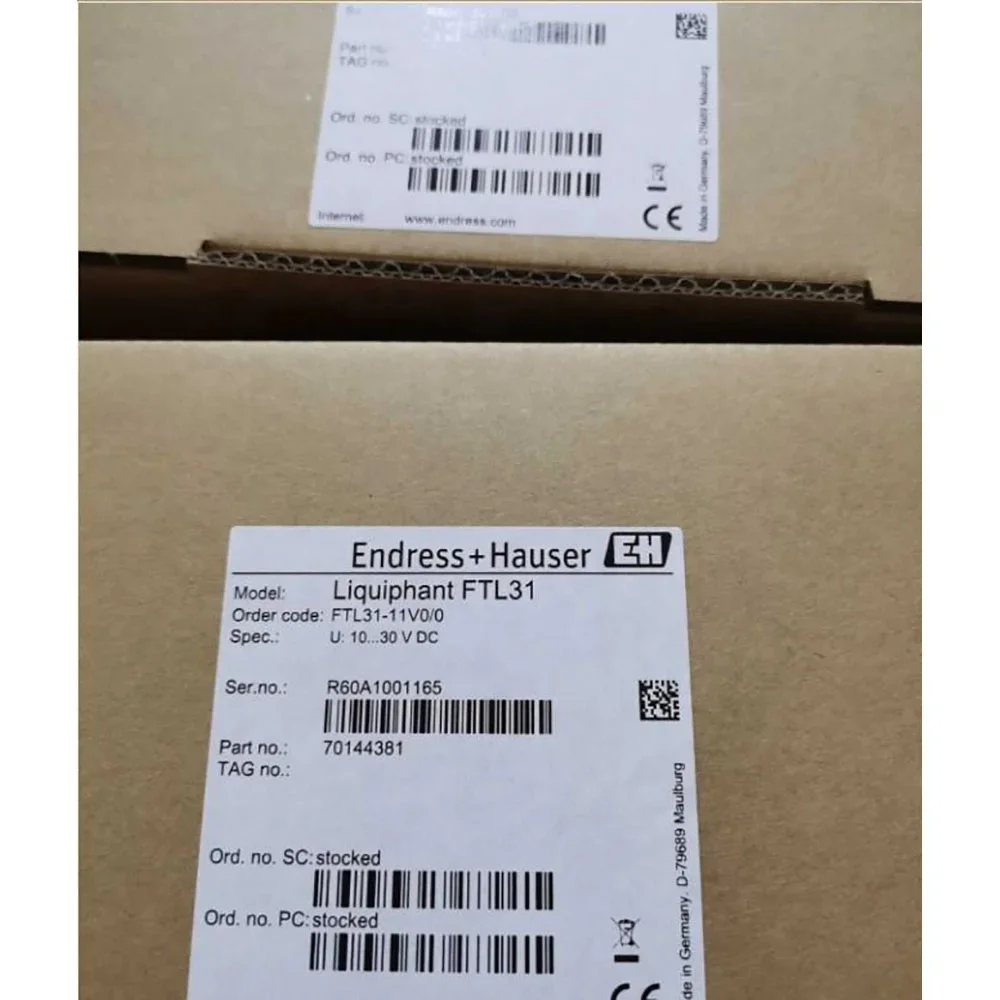 Part no.:
TAG no.
Ord. no. SC: stocked
Ord. no. PC: stocked
Internet: www.endress.com
Made in Germany, D-79689 Maulburg
CE
Endress+Hauser EH
Model: Liquiphant FTL31
Order code: FTL31-11V0/0
Spec.: U: 10...30 V DC
Ser.no.: R60A1001165
Part no.: 70144381
TAG no.:
Ord. no. SC: stocked
Ord. no. PC: stocked
de in Germany, D-79689 Maulburg
CE